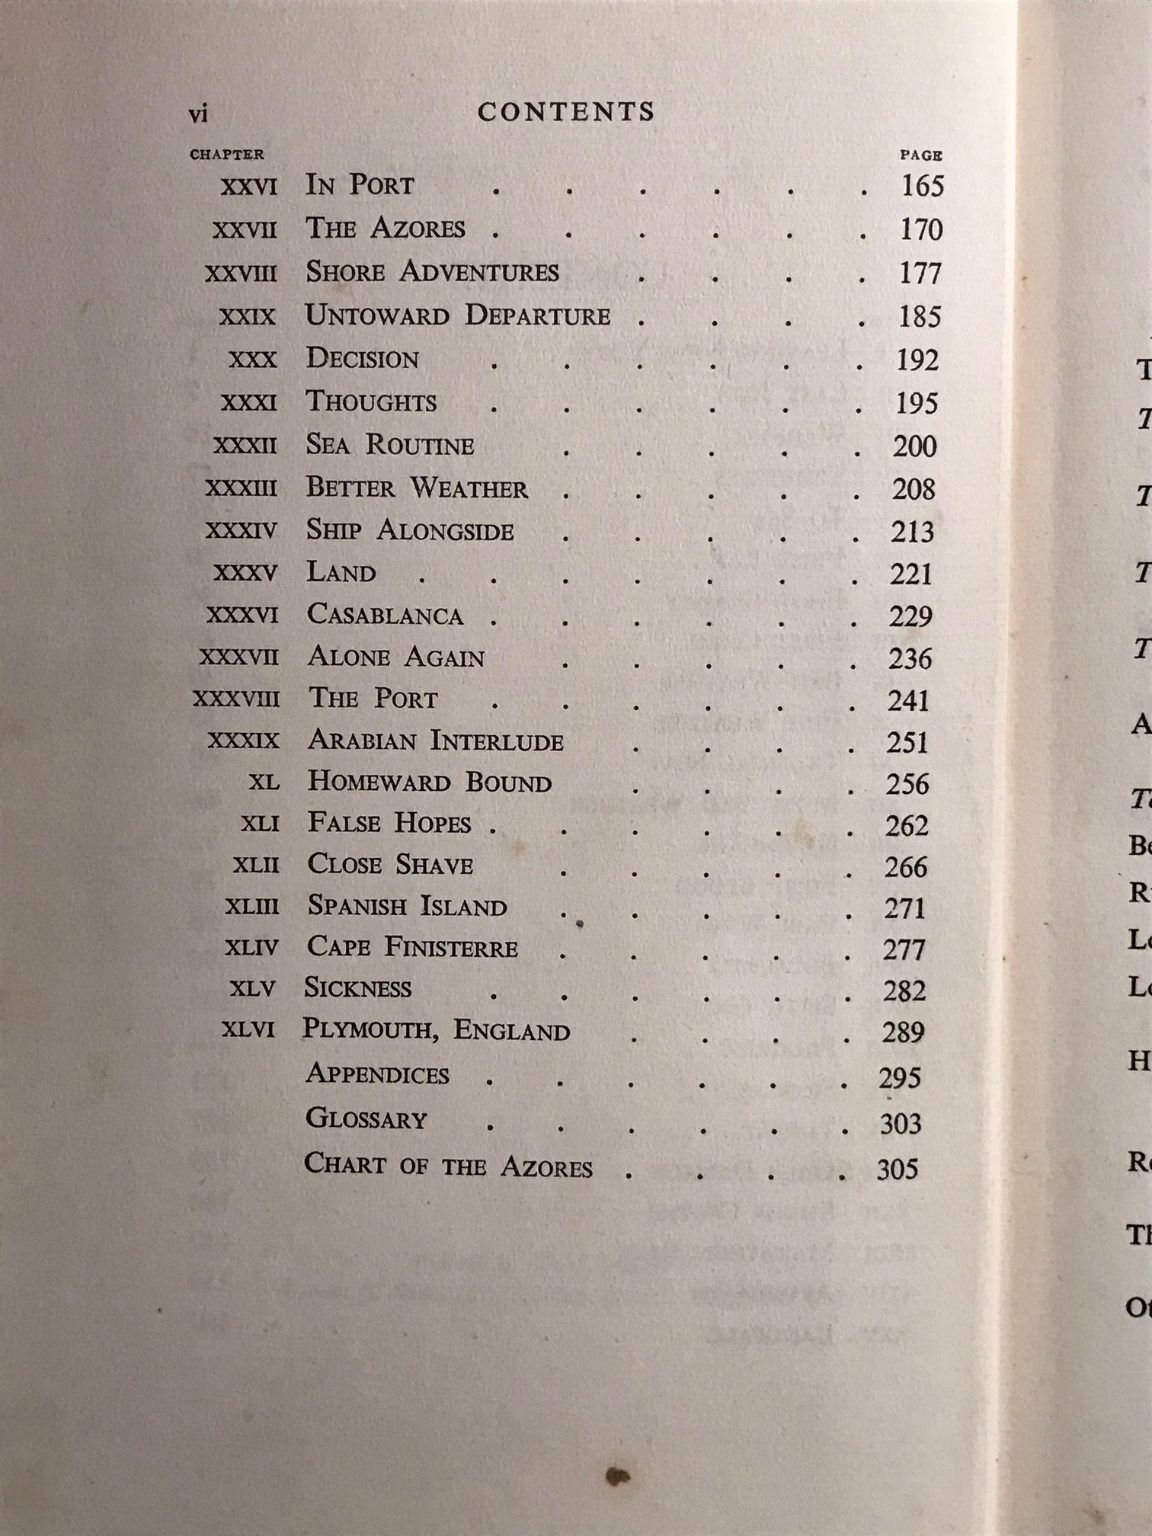 vi CONTENTS
CHAPTER PAGE
XXVI IN PORT . . . . . . 165
XXVII THE AZORES . . . . . . 170
XXVIII SHORE ADVENTURES . . . . 177
XXIX UNTOWARD DEPARTURE . . . . 185
XXX DECISION . . . . . . 192
XXXI THOUGHTS . . . . . . 195
XXXII SEA ROUTINE . . . . . 200
XXXIII BETTER WEATHER . . . . . 208
XXXIV SHIP ALONGSIDE . . . . . 213
XXXV LAND . . . . . . . 221
XXXVI CASABLANCA . . . . . . 229
XXXVII ALONE AGAIN . . . . . 236
XXXVIII THE PORT . . . . . . 241
XXXIX ARABIAN INTERLUDE . . . . 251
XL HOMEWARD BOUND . . . . 256
XLI FALSE HOPES . . . . . . 262
XLII CLOSE SHAVE . . . . . 266
XLIII SPANISH ISLAND . . . . . 271
XLIV CAPE FINISTERRE . . . . . 277
XLV SICKNESS . . . . . . 282
XLVI PLYMOUTH, ENGLAND . . . . 289
APPENDICES . . . . . . 295
GLOSSARY . . . . . . 303
CHART OF THE AZORES . . . . 305